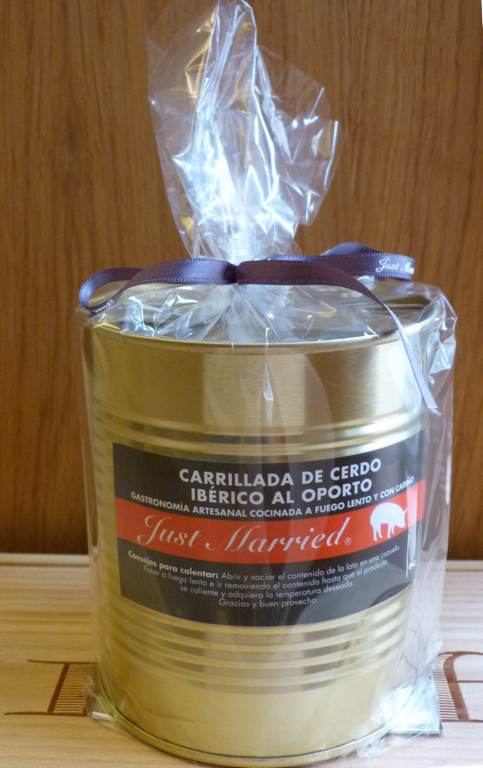 Just Mar
CARRILLADA DE CERDO
IBÉRICO AL OPORTO
GASTRONOMÍA ARTESANAL COCINADA A FUEGO LENTO Y CON CARIÑO
Just Married®
Consejos para calentar: Abrir y vaciar el contenido de la lata en una cazuela.
Poner a fuego lento e ir removiendo el contenido hasta que el producto
se caliente y adquiera la temperatura deseada.
Gracias y buen provecho.